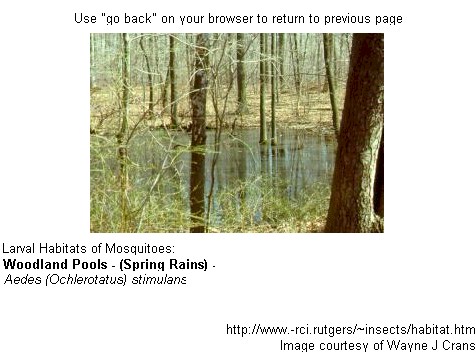 Use "go back" on your browser to return to previous page
Larval Habitats of Mosquitoes:
Woodland Pools - (Spring Rains) -
Aedes (Ochlerotatus) stimulans
http://www.-rci.rutgers/~insects/habitat.htm
Image courtesy of Wayne J Crans